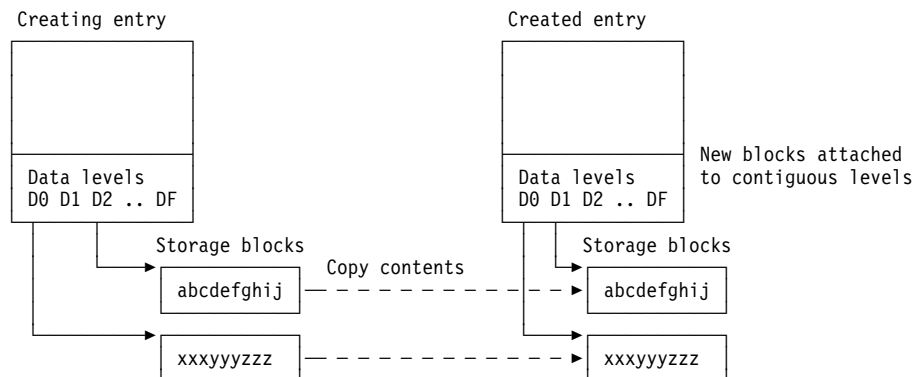 Creating entry
Created entry
Data levels
D0 D1 D2 .. DF
Data levels
D0 D1 D2 .. DF
New blocks attached
to contiguous levels
Storage blocks
Storage blocks
Copy contents
abcdefghij
abcdefghij
xxxyyyzzz
xxxyyyzzz